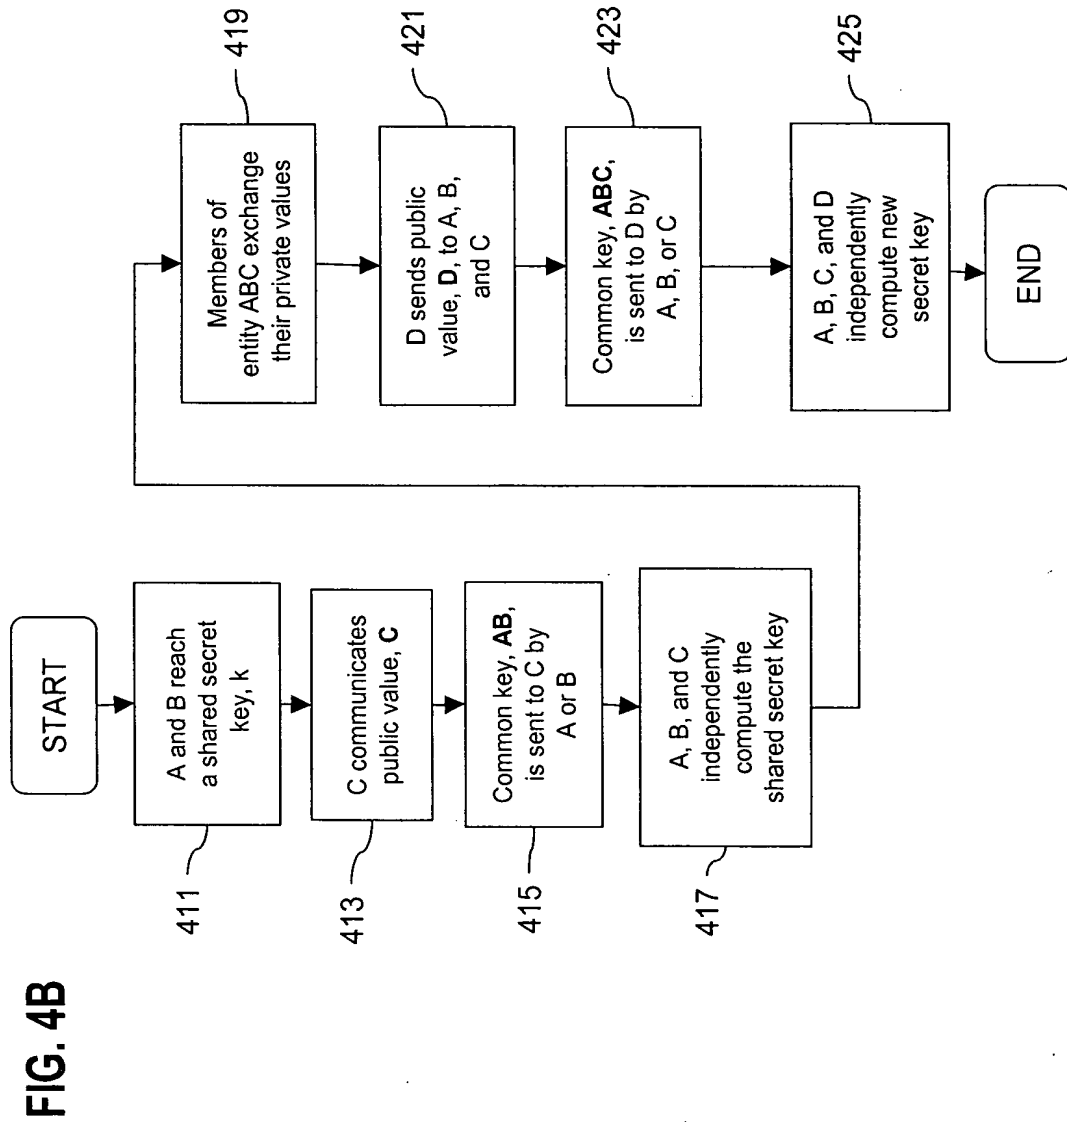 FIG. 4B
START
A and B reach
a shared secret
key, k
411
C communicates
public value, C
413
Common key, AB,
is sent to C by
A or B
415
A, B, and C
independently
compute the
shared secret key
417
Members of
entity ABC exchange
their private values
419
D sends public
value, D, to A, B,
and C
421
Common key, ABC,
is sent to D by
A, B, or C
423
A, B, C, and D
independently
compute new
secret key
425
END